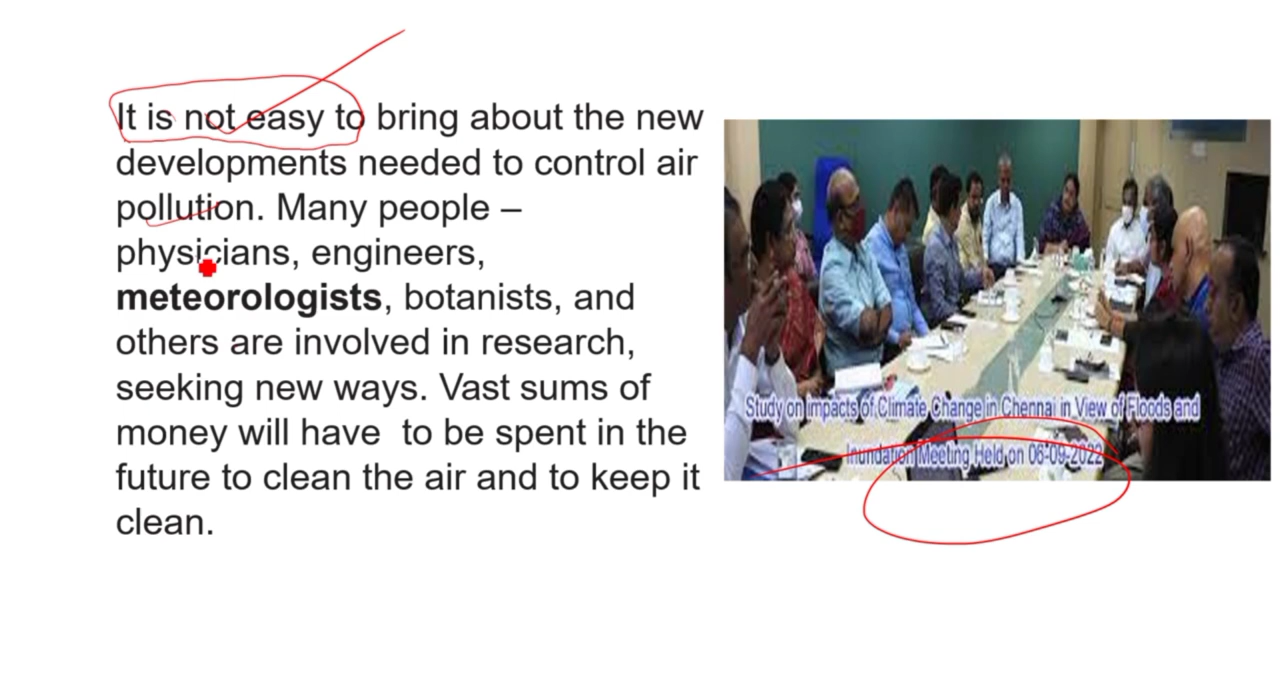 It is not easy to bring about the new
developments needed to control air
pollution. Many people –
physicians, engineers,
meteorologists, botanists, and
others are involved in research,
seeking new ways. Vast sums of
money will have  to be spent in the
future to clean the air and to keep it
clean.
Study on Impacts of Climate Change in Chennai in View of Floods and
Inundation Meeting Held on 06-09-2022